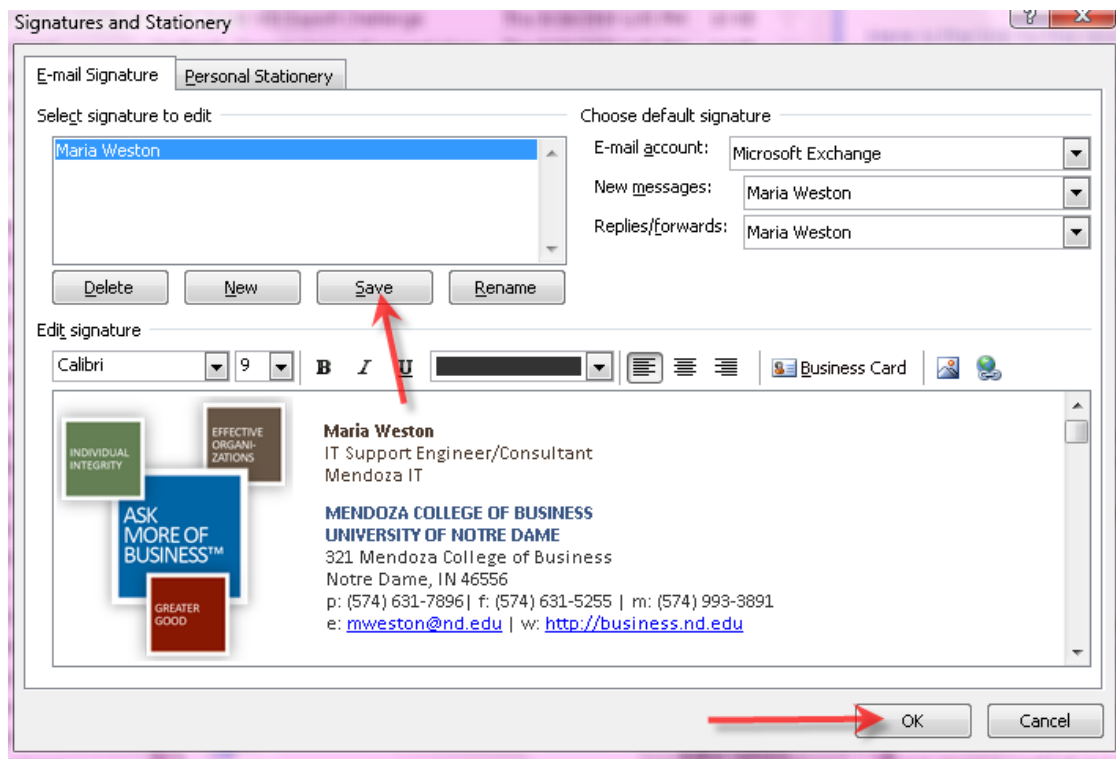 Signatures and Stationery
E-mail Signature
Personal Stationery
Select signature to edit
Choose default signature
Maria Weston
E-mail account:
Microsoft Exchange
New messages:
Maria Weston
Replies/forwards:
Maria Weston
Delete
New
Save
Rename
Edit signature
Calibri
9
B
I
U
Business Card
INDIVIDUAL
INTEGRITY
EFFECTIVE
ORGANI-
ZATIONS
ASK
MORE OF
BUSINESS™
GREATER
GOOD
Maria Weston
IT Support Engineer/Consultant
Mendoza IT
MENDOZA COLLEGE OF BUSINESS
UNIVERSITY OF NOTRE DAME
321 Mendoza College of Business
Notre Dame, IN 46556
p: (574) 631-7896| f: (574) 631-5255 | m: (574) 993-3891
e: mweston@nd.edu | w: http://business.nd.edu
OK
Cancel